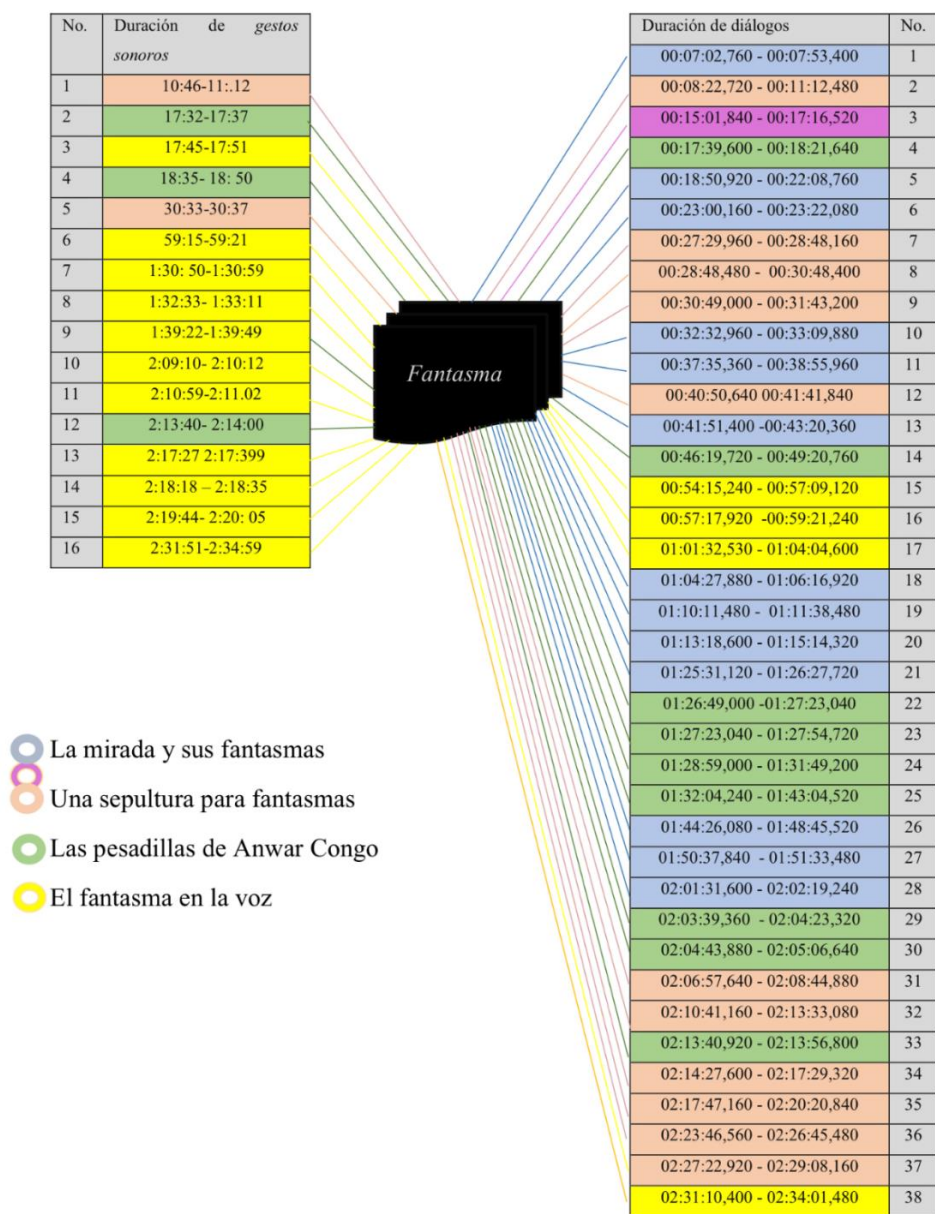 No. Duración de gestos
sonoros
1 10:46-11:.12
2 17:32-17:37
3 17:45-17:51
4 18:35- 18: 50
5 30:33-30:37
6 59:15-59:21
7 1:30: 50-1:30:59
8 1:32:33- 1:33:11
9 1:39:22-1:39:49
10 2:09:10- 2:10:12
11 2:10:59-2:11.02
12 2:13:40- 2:14:00
13 2:17:27 2:17:399
14 2:18:18 – 2:18:35
15 2:19:44- 2:20: 05
16 2:31:51-2:34:59
Fantasma
Duración de diálogos No.
00:07:02,760 - 00:07:53,400 1
00:08:22,720 - 00:11:12,480 2
00:15:01,840 - 00:17:16,520 3
00:17:39,600 - 00:18:21,640 4
00:18:50,920 - 00:22:08,760 5
00:23:00,160 - 00:23:22,080 6
00:27:29,960 - 00:28:48,160 7
00:28:48,480 - 00:30:48,400 8
00:30:49,000 - 00:31:43,200 9
00:32:32,960 - 00:33:09,880 10
00:37:35,360 - 00:38:55,960 11
00:40:50,640 00:41:41,840 12
00:41:51,400 -00:43:20,360 13
00:46:19,720 - 00:49:20,760 14
00:54:15,240 - 00:57:09,120 15
00:57:17,920 -00:59:21,240 16
01:01:32,530 - 01:04:04,600 17
01:04:27,880 - 01:06:16,920 18
01:10:11,480 - 01:11:38,480 19
01:13:18,600 - 01:15:14,320 20
01:25:31,120 - 01:26:27,720 21
01:26:49,000 -01:27:23,040 22
01:27:23,040 - 01:27:54,720 23
01:28:59,000 - 01:31:49,200 24
01:32:04,240 - 01:43:04,520 25
01:44:26,080 - 01:48:45,520 26
01:50:37,840 - 01:51:33,480 27
02:01:31,600 - 02:02:19,240 28
02:03:39,360 - 02:04:23,320 29
02:04:43,880 - 02:05:06,640 30
02:06:57,640 - 02:08:44,880 31
02:10:41,160 - 02:13:33,080 32
02:13:40,920 - 02:13:56,800 33
02:14:27,600 - 02:17:29,320 34
02:17:47,160 - 02:20:20,840 35
02:23:46,560 - 02:26:45,480 36
02:27:22,920 - 02:29:08,160 37
02:31:10,400 - 02:34:01,480 38
La mirada y sus fantasmas
Una sepultura para fantasmas
Las pesadillas de Anwar Congo
El fantasma en la voz